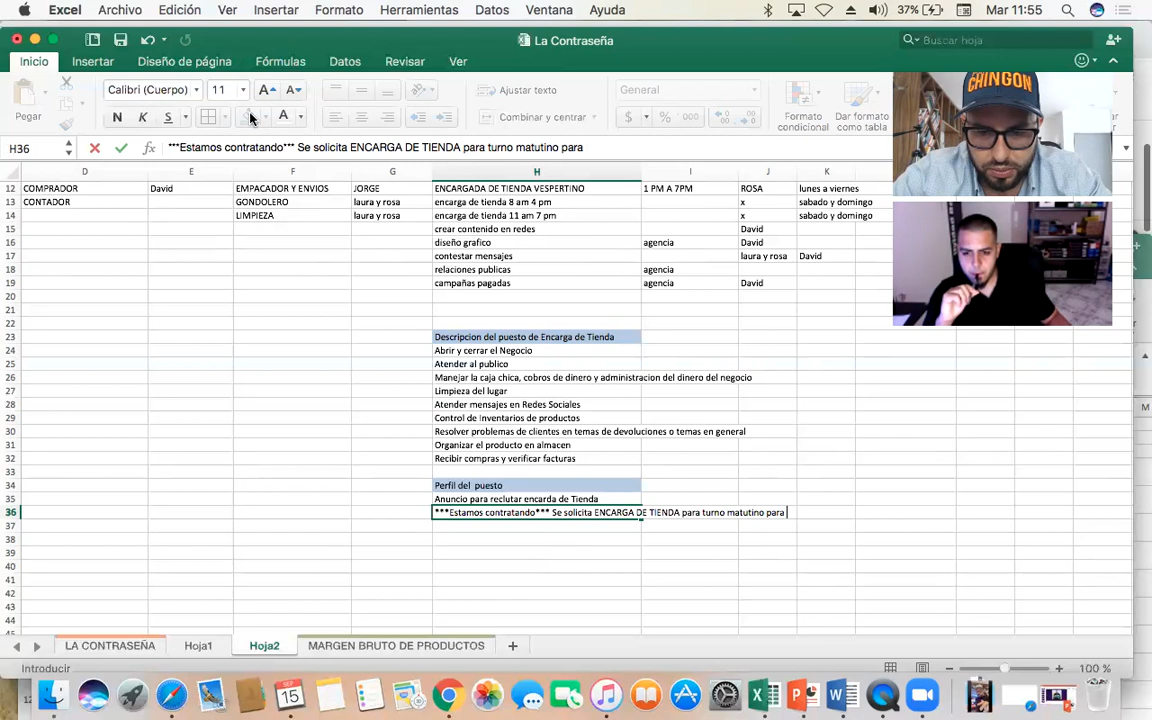 Excel Archivo Edición Ver Insertar Formato Herramientas Datos Ventana Ayuda 37% Mar 11:55
La Contraseña Buscar hoja
Inicio Insertar Diseño de página Fórmulas Datos Revisar Ver
Pegar Calibri (Cuerpo) 11 A A Ajustar texto General
N K S A Combinar y centrar $ % 000 Formato condicional Dar formato como tabla
CHINGON
H36 fx ***Estamos contratando*** Se solicita ENCARGA DE TIENDA para turno matutino para
D E F G H I J K
12 COMPRADOR David EMPACADOR Y ENVIOS JORGE ENCARGADA DE TIENDA VESPERTINO 1 PM A 7PM ROSA lunes a viernes
13 CONTADOR GONDOLERO laura y rosa encarga de tienda 8 am 4 pm x sabado y domingo
14 LIMPIEZA laura y rosa encarga de tienda 11 am 7 pm x sabado y domingo
15 crear contenido en redes David
16 diseño grafico agencia David
17 contestar mensajes laura y rosa David
18 relaciones publicas agencia
19 campañas pagadas agencia David
20
21
22
23 Descripcion del puesto de Encarga de Tienda
24 Abrir y cerrar el Negocio
25 Atender al publico
26 Manejar la caja chica, cobros de dinero y administracion del dinero del negocio
27 Limpieza del lugar
28 Atender mensajes en Redes Sociales
29 Control de Inventarios de productos
30 Resolver problemas de clientes en temas de devoluciones o temas en general
31 Organizar el producto en almacen
32 Recibir compras y verificar facturas
33
34 Perfil del puesto
35 Anuncio para reclutar encarda de Tienda
36 ***Estamos contratando*** Se solicita ENCARGA DE TIENDA para turno matutino para
37
38
39
40
41
42
43
44
M
LA CONTRASEÑA Hoja1 Hoja2 MARGEN BRUTO DE PRODUCTOS
Introducir 100 %
SEP 15